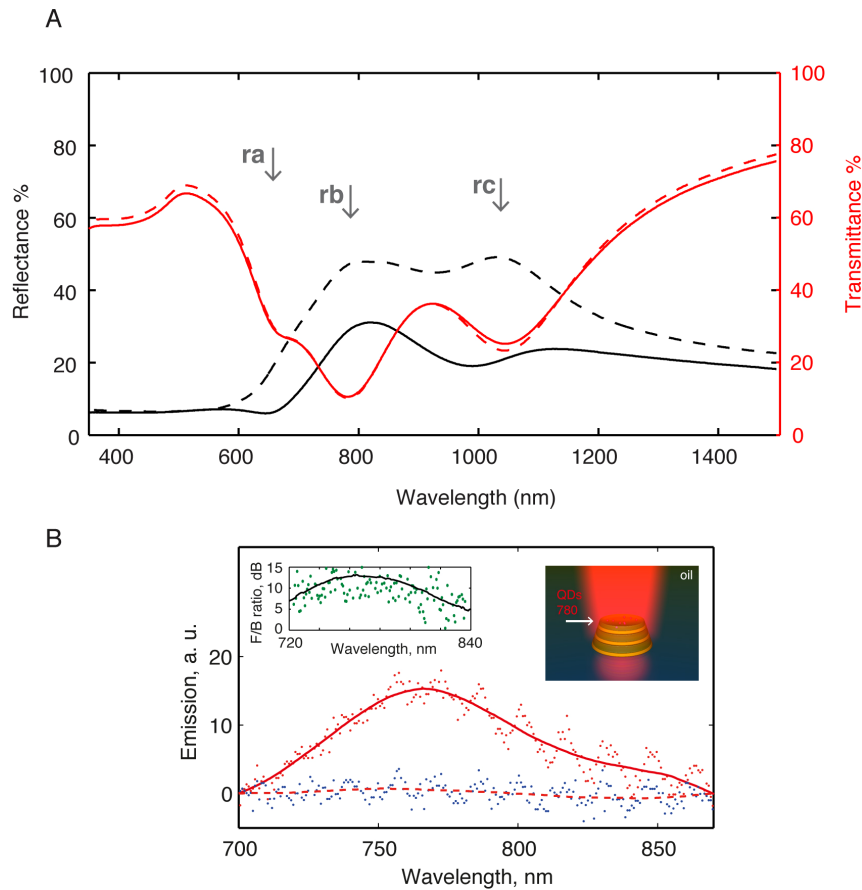 A
100
80
60
40
20
0
Reflectance %
100
80
60
40
20
0
Transmittance %
ra
rb
rc
400 600 800 1000 1200 1400
Wavelength (nm)
B
20
10
0
Emission, a. u.
15
10
5
0
F/B ratio, dB
720 840
Wavelength, nm
oil
QDs
780
700 750 800 850
Wavelength, nm